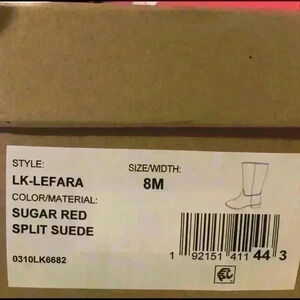 STYLE:
LK-LEFARA
SIZE/WIDTH:
8M
COLOR/MATERIAL:
SUGAR RED
SPLIT SUEDE
0310LK6682
1 92151 411 44 3